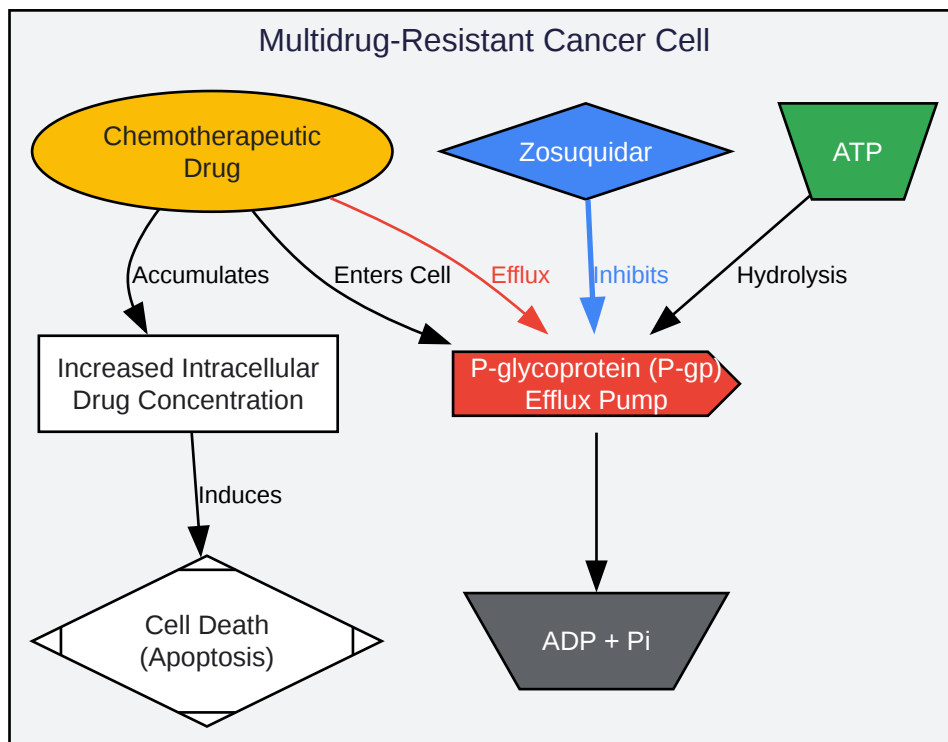 Multidrug-Resistant Cancer Cell
Chemotherapeutic
Drug
Zosuquidar
ATP
Accumulates
Enters Cell
Efflux
Inhibits
Hydrolysis
Increased Intracellular
Drug Concentration
P-glycoprotein (P-gp)
Efflux Pump
Induces
Cell Death
(Apoptosis)
ADP + Pi